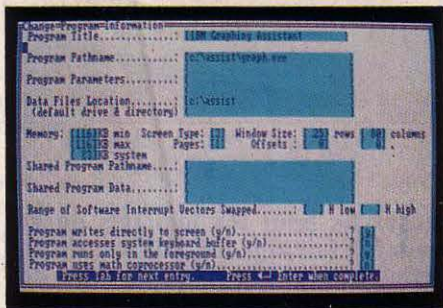 Change=Program=Information
Program Title..............: IBM Graphing Assistant
Program Pathname...........: c:\assist\graph.exe
Program Parameters.........:
Data Files Location........: c:\assist
(default drive & directory)
Memory: KB min Screen Type: Window Size: 25 rows 80 columns
KB max Pages: Offsets :
KB system
Shared Program Pathname....:
Shared Program Data........:
Range of Software Interrupt Vectors Swapped.......: H low H high
Program writes directly to screen (y/n)................?
Program accesses system keyboard buffer (y/n)..........?
Program runs only in the foreground (y/n)..............?
Program uses math coprocessor (y/n)....................?
Press Tab for next entry. Press ◄─┘ Enter when complete.